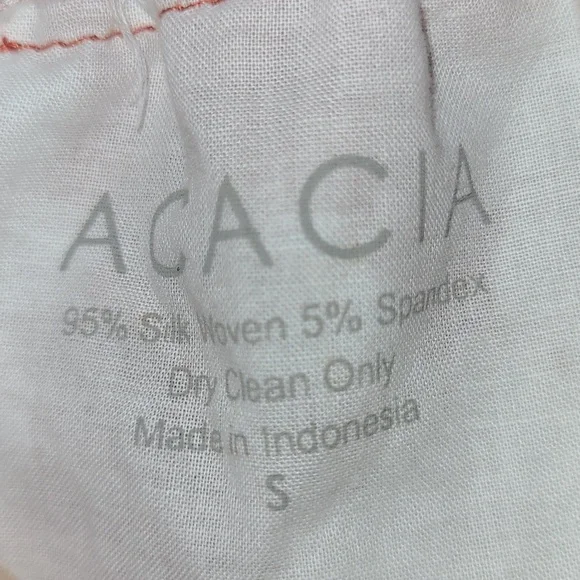 ACACIA
95% Silk Woven 5% Spandex
Dry Clean Only
Made in Indonesia
S